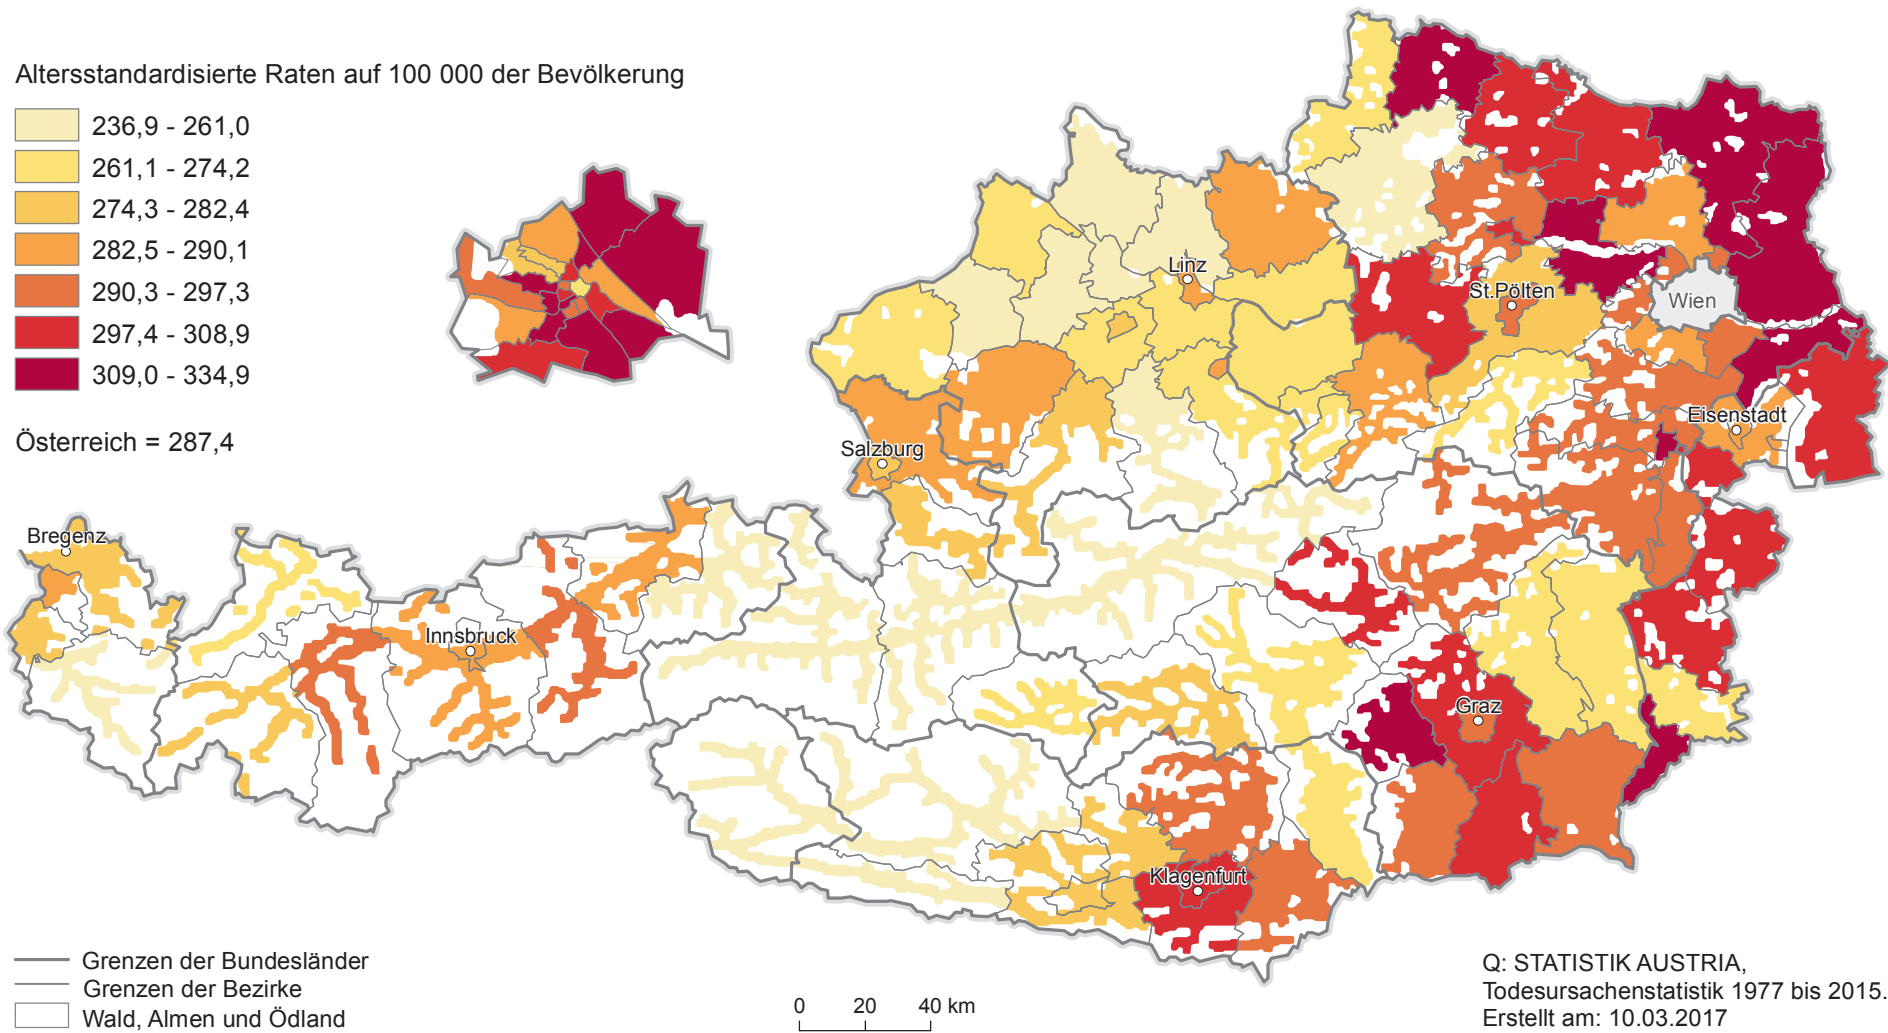 Altersstandardisierte Raten auf 100 000 der Bevölkerung
236,9 - 261,0
261,1 - 274,2
274,3 - 282,4
282,5 - 290,1
290,3 - 297,3
297,4 - 308,9
309,0 - 334,9
Österreich = 287,4
Linz
St.Pölten
Wien
Eisenstadt
Salzburg
Bregenz
Innsbruck
Graz
Klagenfurt
Grenzen der Bundesländer
Grenzen der Bezirke
Wald, Almen und Ödland
0 20 40 km
Q: STATISTIK AUSTRIA,
Todesursachenstatistik 1977 bis 2015.
Erstellt am: 10.03.2017